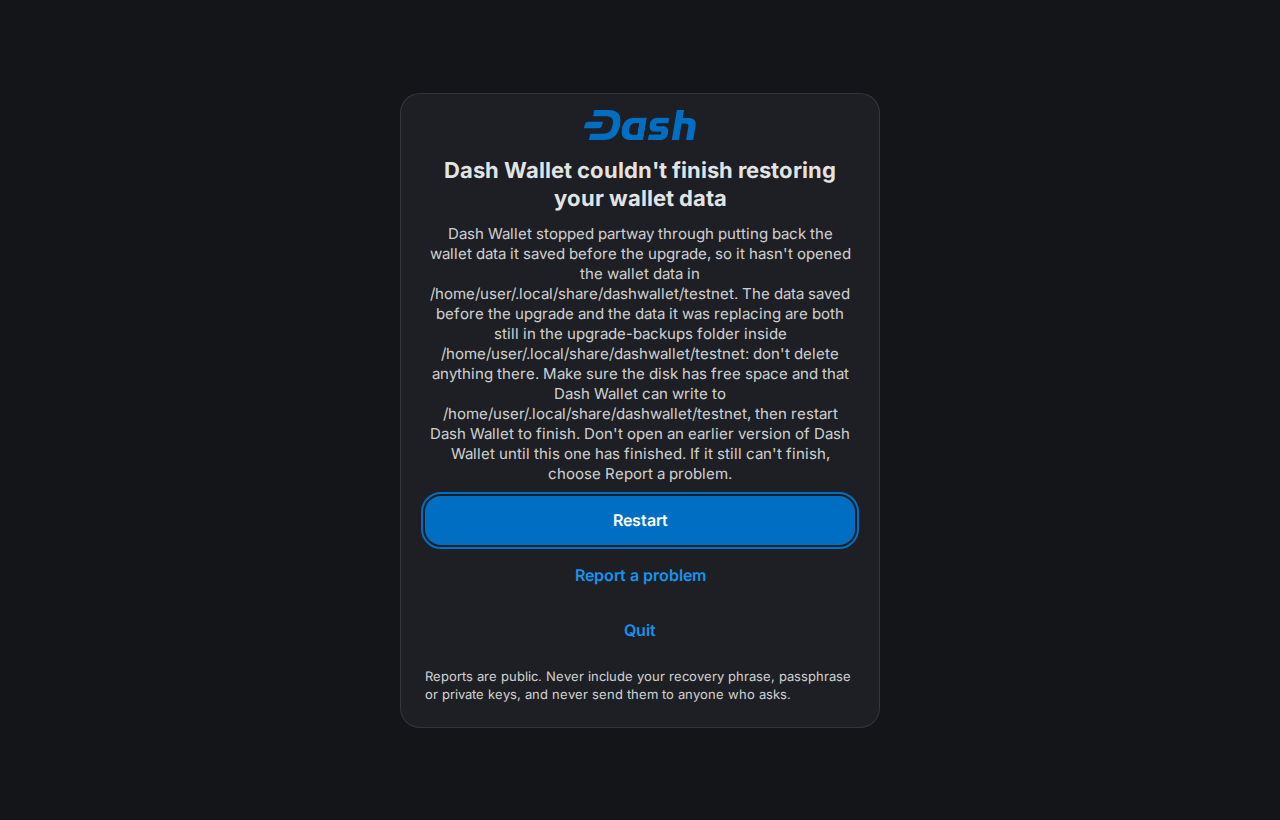 Dash
Dash Wallet couldn't finish restoring
your wallet data
Dash Wallet stopped partway through putting back the
wallet data it saved before the upgrade, so it hasn't opened
the wallet data in
/home/user/.local/share/dashwallet/testnet. The data saved
before the upgrade and the data it was replacing are both
still in the upgrade-backups folder inside
/home/user/.local/share/dashwallet/testnet: don't delete
anything there. Make sure the disk has free space and that
Dash Wallet can write to
/home/user/.local/share/dashwallet/testnet, then restart
Dash Wallet to finish. Don't open an earlier version of Dash
Wallet until this one has finished. If it still can't finish,
choose Report a problem.
Restart
Report a problem
Quit
Reports are public. Never include your recovery phrase, passphrase
or private keys, and never send them to anyone who asks.